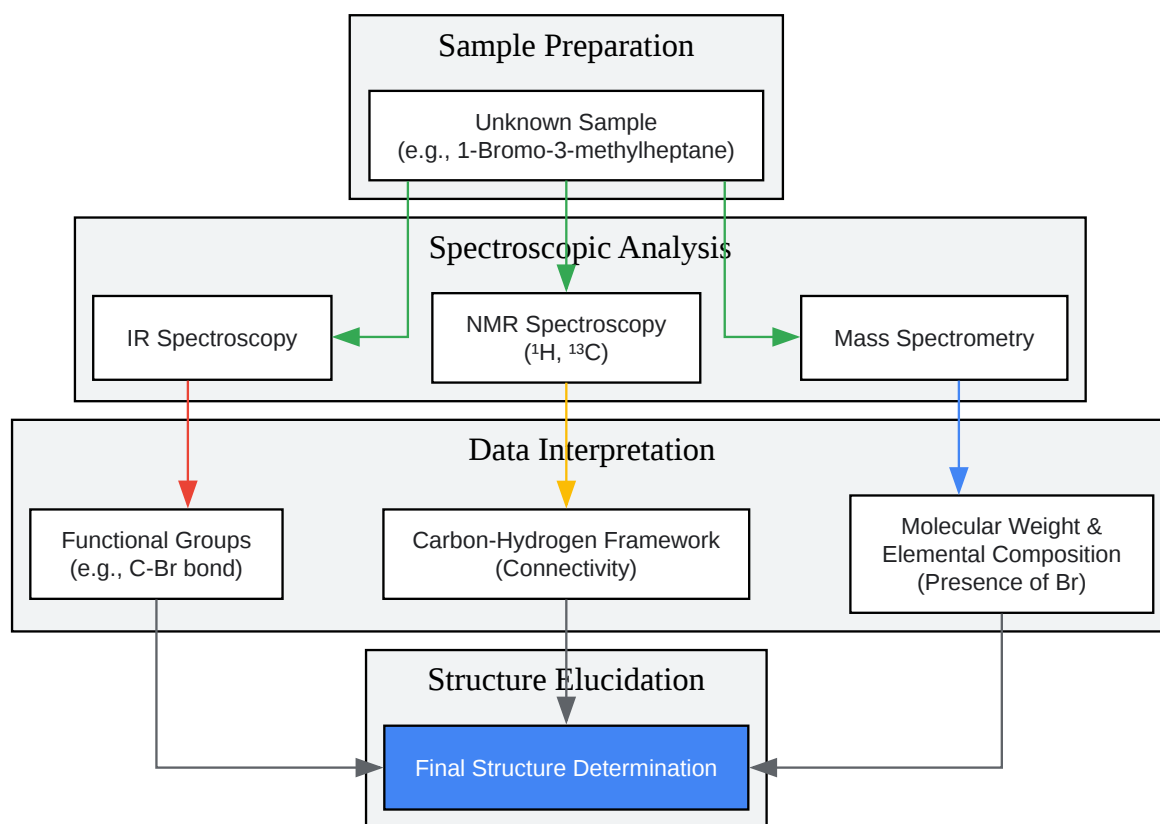 Sample Preparation
Unknown Sample
(e.g., 1-Bromo-3-methylheptane)
Spectroscopic Analysis
IR Spectroscopy
NMR Spectroscopy
(¹H, ¹³C)
Mass Spectrometry
Data Interpretation
Functional Groups
(e.g., C-Br bond)
Carbon-Hydrogen Framework
(Connectivity)
Molecular Weight &
Elemental Composition
(Presence of Br)
Structure Elucidation
Final Structure Determination